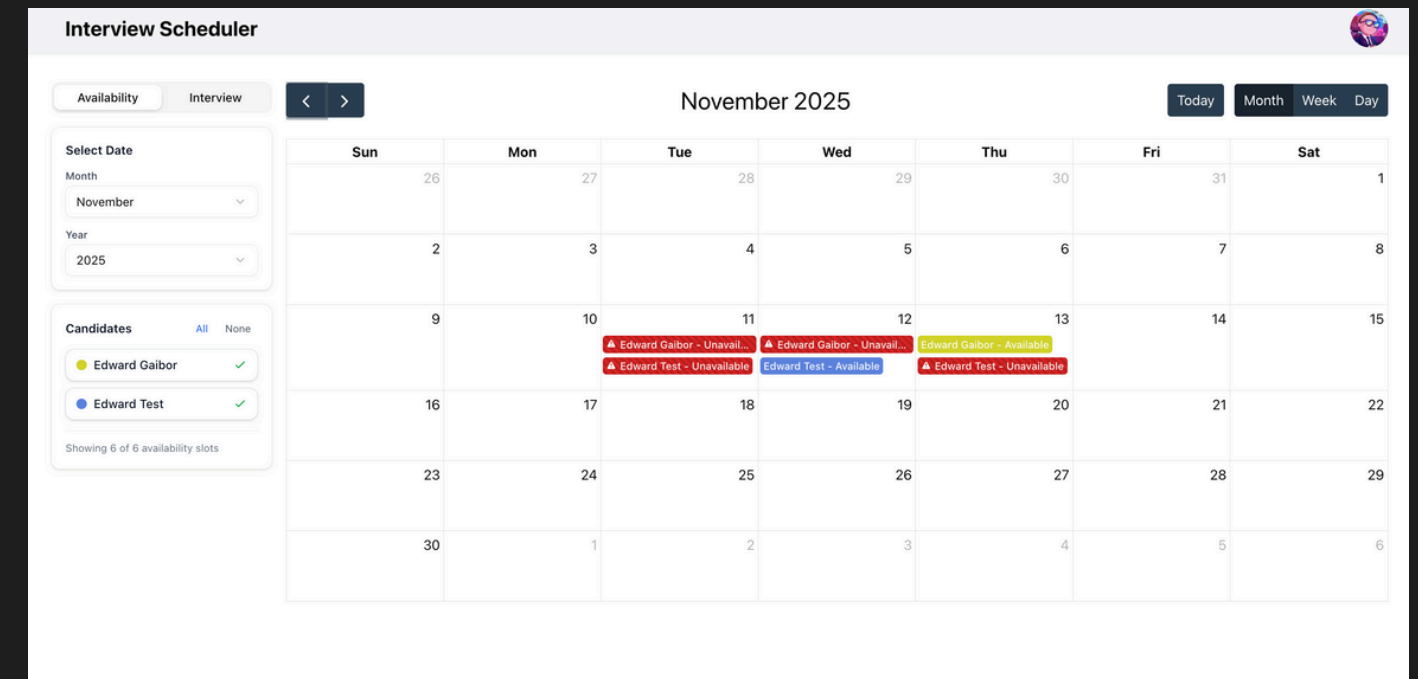 Interview Scheduler
Availability Interview
November 2025
Today Month Week Day
Select Date
Month
November
Year
2025
Candidates All None
Edward Gaibor
Edward Test
Showing 6 of 6 availability slots
Sun Mon Tue Wed Thu Fri Sat
26 27 28 29 30 31 1
2 3 4 5 6 7 8
9 10 11 12 13 14 15
Edward Gaibor - Unavail... Edward Gaibor - Unavail... Edward Gaibor - Available
Edward Test - Unavailable Edward Test - Available Edward Test - Unavailable
16 17 18 19 20 21 22
23 24 25 26 27 28 29
30 1 2 3 4 5 6